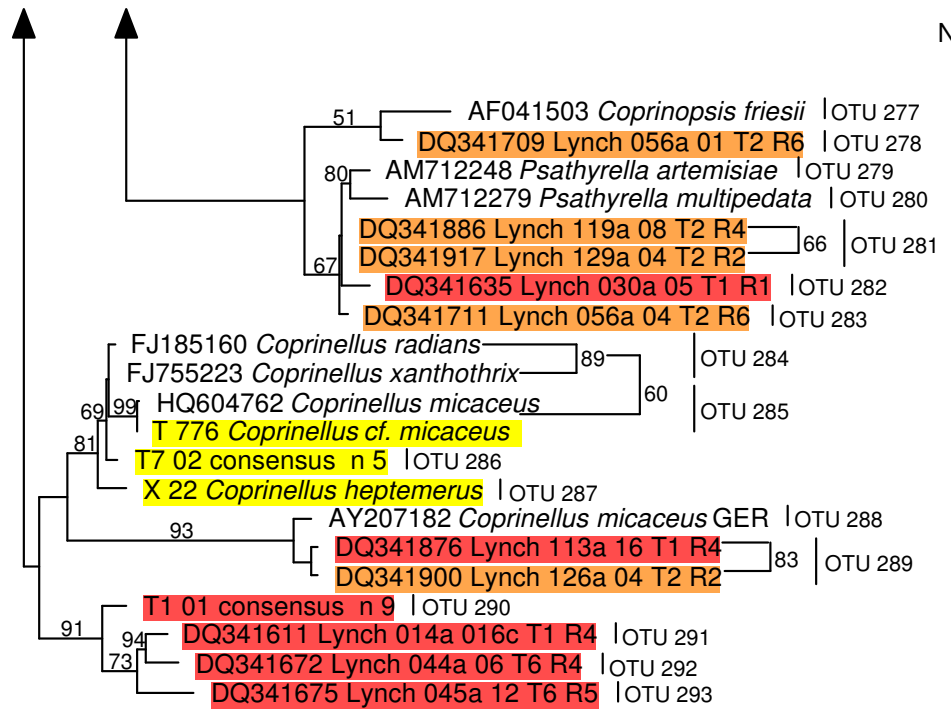 N
51
AF041503 Coprinopsis friesii OTU 277
DQ341709 Lynch 056a 01 T2 R6 OTU 278
80 AM712248 Psathyrella artemisiae OTU 279
AM712279 Psathyrella multipedata OTU 280
DQ341886 Lynch 119a 08 T2 R4
66 OTU 281
DQ341917 Lynch 129a 04 T2 R2
67
DQ341635 Lynch 030a 05 T1 R1 OTU 282
DQ341711 Lynch 056a 04 T2 R6 OTU 283
FJ185160 Coprinellus radians
89 OTU 284
FJ755223 Coprinellus xanthothrix
60
69 99 HQ604762 Coprinellus micaceus OTU 285
T 776 Coprinellus cf. micaceus
81
T7 02 consensus n 5 OTU 286
X 22 Coprinellus heptemerus OTU 287
AY207182 Coprinellus micaceus GER OTU 288
93
DQ341876 Lynch 113a 16 T1 R4
83 OTU 289
DQ341900 Lynch 126a 04 T2 R2
T1 01 consensus n 9 OTU 290
91
94 DQ341611 Lynch 014a 016c T1 R4 OTU 291
73 DQ341672 Lynch 044a 06 T6 R4 OTU 292
DQ341675 Lynch 045a 12 T6 R5 OTU 293